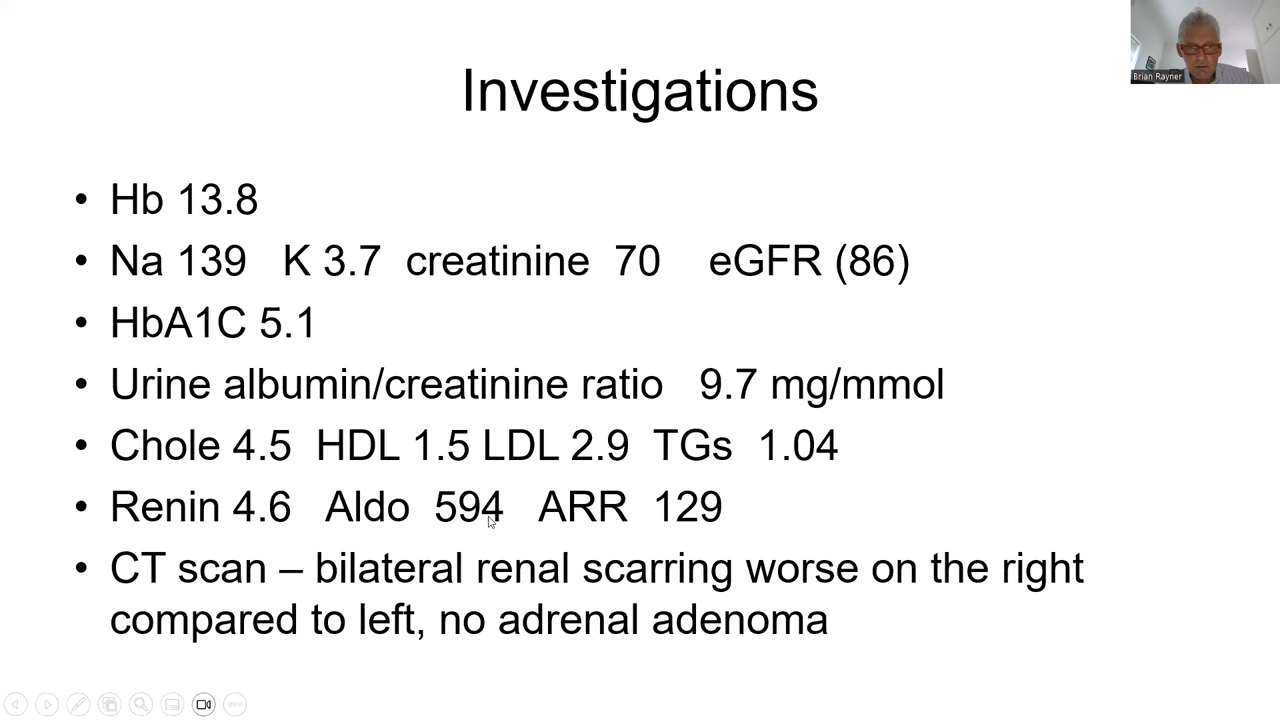 Brian Rayner
Investigations
• Hb 13.8
• Na 139 K 3.7 creatinine 70 eGFR (86)
• HbA1C 5.1
• Urine albumin/creatinine ratio 9.7 mg/mmol
• Chole 4.5 HDL 1.5 LDL 2.9 TGs 1.04
• Renin 4.6 Aldo 594 ARR 129
• CT scan – bilateral renal scarring worse on the right
compared to left, no adrenal adenoma